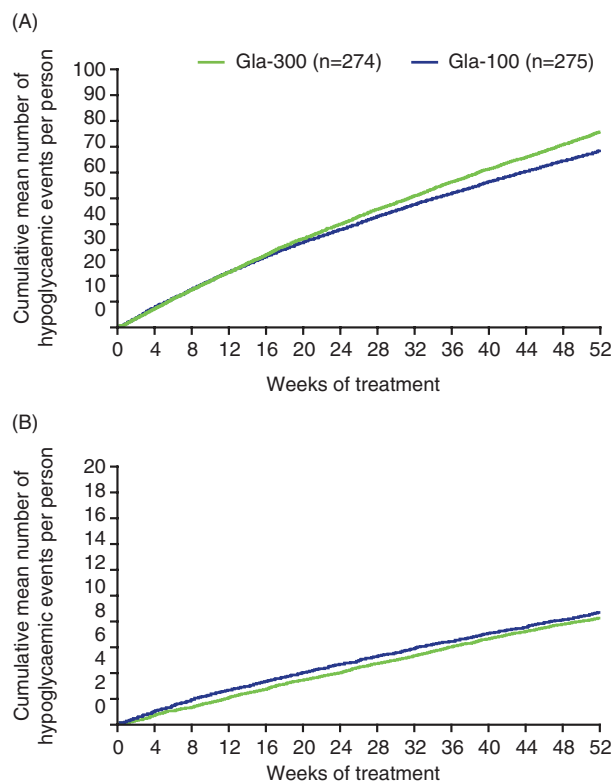 (A)
Gla-300 (n=274) Gla-100 (n=275)
Cumulative mean number of
hypoglycaemic events per person
100
90
80
70
60
50
40
30
20
10
0
0 4 8 12 16 20 24 28 32 36 40 44 48 52
Weeks of treatment
(B)
Cumulative mean number of
hypoglycaemic events per person
20
18
16
14
12
10
8
6
4
2
0
0 4 8 12 16 20 24 28 32 36 40 44 48 52
Weeks of treatment